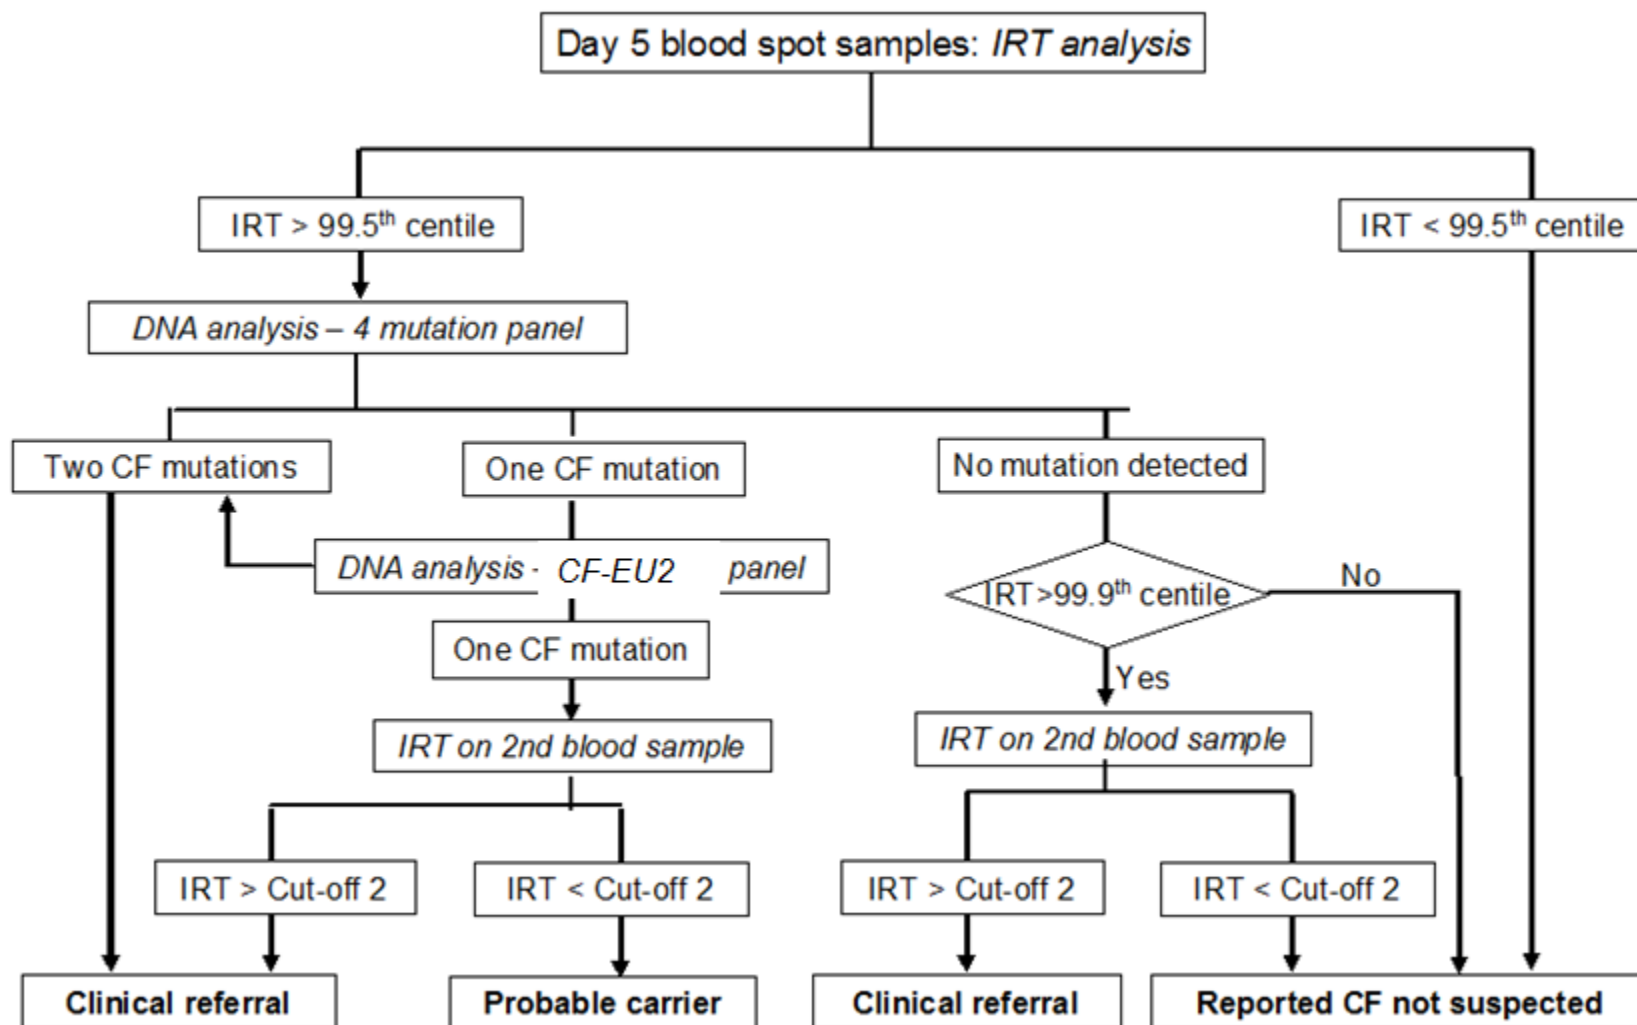 Day 5 blood spot samples: IRT analysis
IRT > 99.5th centile
IRT < 99.5th centile
DNA analysis – 4 mutation panel
Two CF mutations
One CF mutation
No mutation detected
DNA analysis - CF-EU2 panel
IRT>99.9th centile
No
One CF mutation
Yes
IRT on 2nd blood sample
IRT on 2nd blood sample
IRT > Cut-off 2
IRT < Cut-off 2
IRT > Cut-off 2
IRT < Cut-off 2
Clinical referral
Probable carrier
Clinical referral
Reported CF not suspected